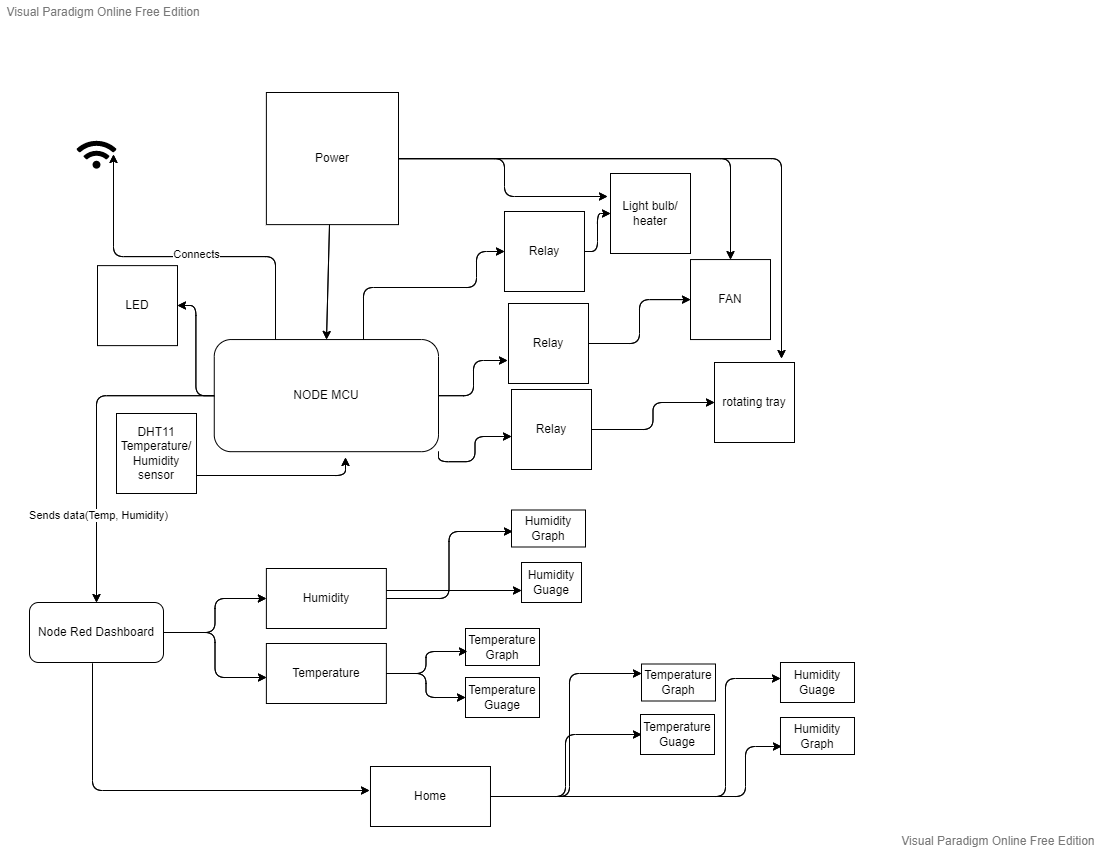 Visual Paradigm Online Free Edition
Power
Light bulb/
heater
Connects
Relay
LED
FAN
Relay
NODE MCU
rotating tray
DHT11
Temperature/
Humidity
sensor
Relay
Sends data(Temp, Humidity)
Humidity
Graph
Humidity
Guage
Humidity
Node Red Dashboard
Temperature
Graph
Temperature
Temperature
Guage
Temperature
Graph
Humidity
Guage
Temperature
Guage
Humidity
Graph
Home
Visual Paradigm Online Free Edition